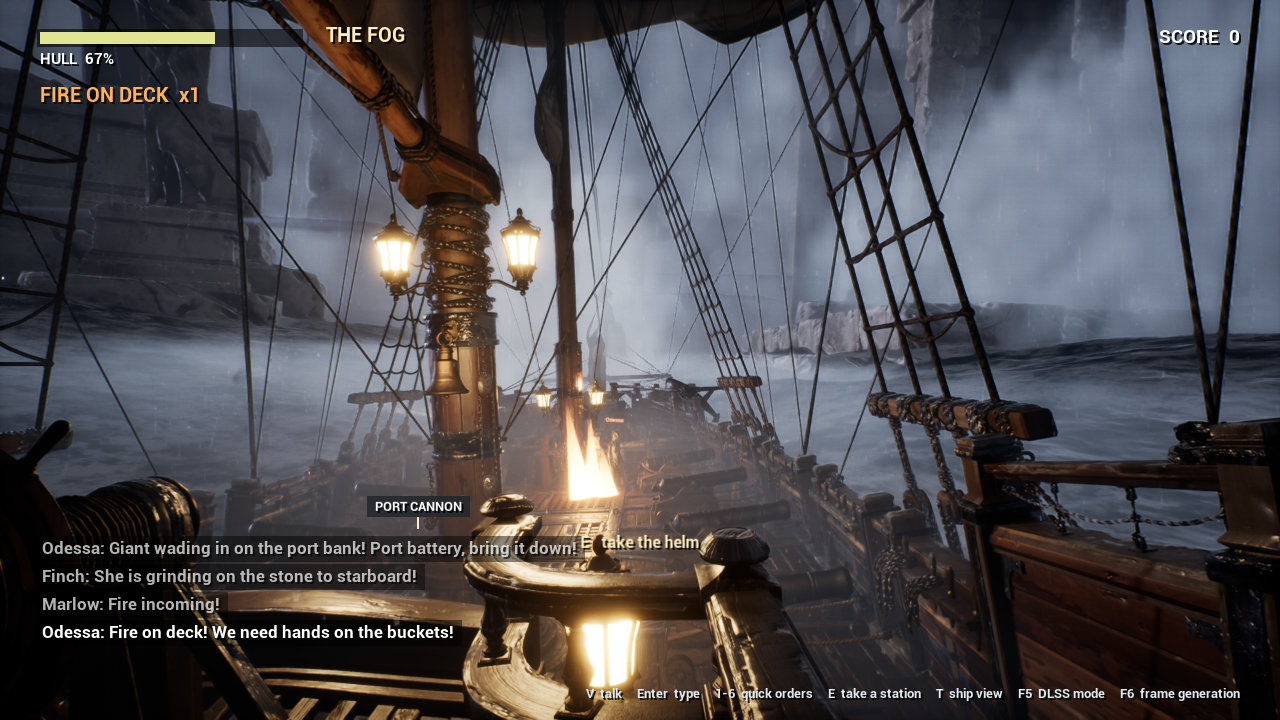 THE FOG
SCORE 0
HULL 67%
FIRE ON DECK x1
Odessa
PORT CANNON
Odessa: Giant wading in on the port bank! Port battery, bring it down!
E take the helm
Finch: She is grinding on the stone to starboard!
Marlow: Fire incoming!
Odessa: Fire on deck! We need hands on the buckets!
V talk Enter type 1-6 quick orders E take a station T ship view F5 DLSS mode F6 frame generation